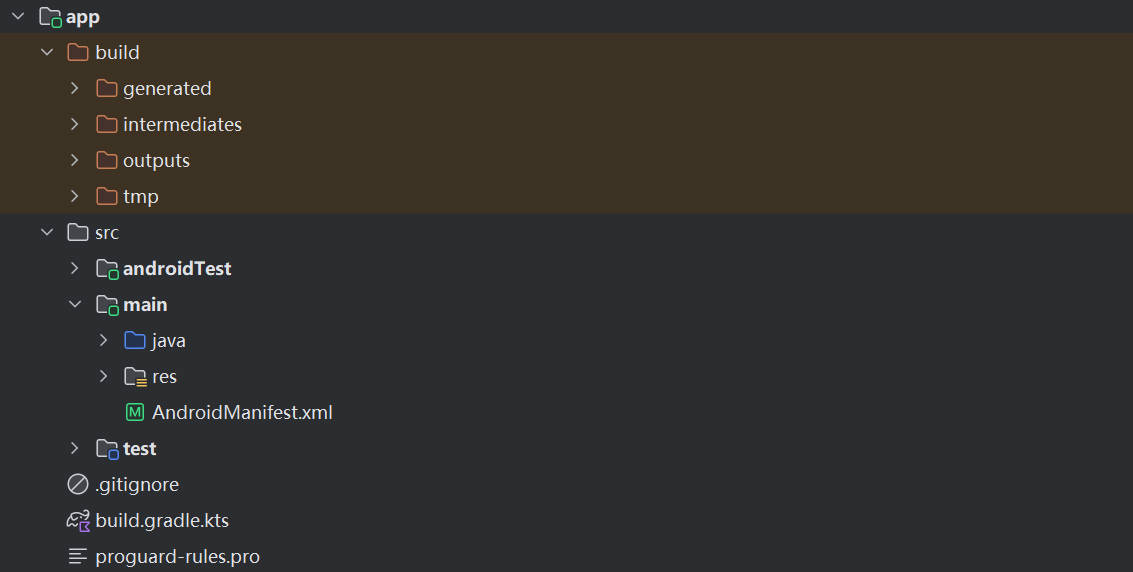 app
build
generated
intermediates
outputs
tmp
src
androidTest
main
java
res
AndroidManifest.xml
test
.gitignore
build.gradle.kts
proguard-rules.pro